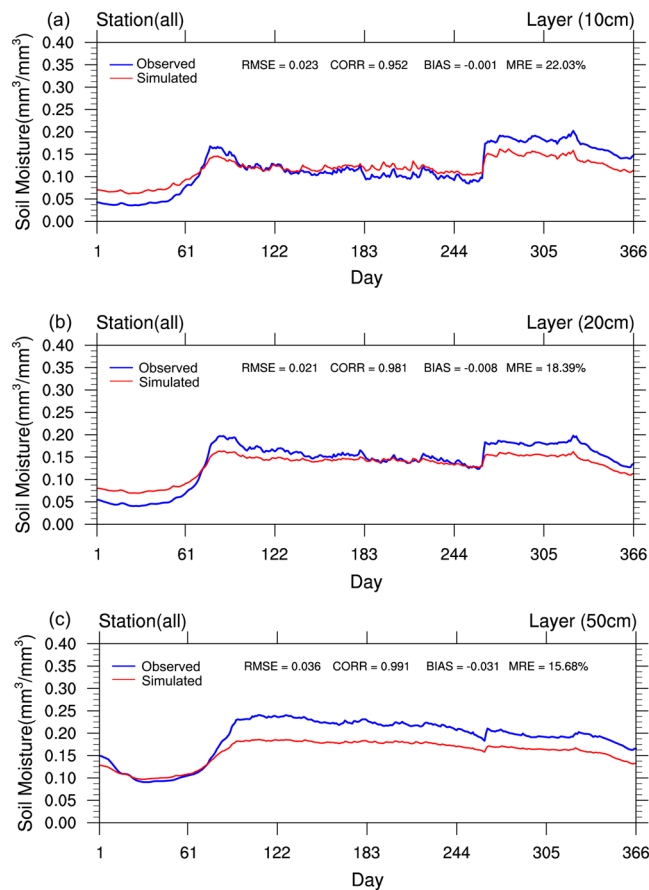 (a) Station(all) Layer (10cm)
0.40
0.35
0.30
0.25
0.20
0.15
0.10
0.05
0.00
Soil Moisture(mm³/mm³)
Observed
Simulated
RMSE = 0.023 CORR = 0.952 BIAS = -0.001 MRE = 22.03%
1 61 122 183 244 305 366
Day
(b) Station(all) Layer (20cm)
0.40
0.35
0.30
0.25
0.20
0.15
0.10
0.05
0.00
Soil Moisture(mm³/mm³)
Observed
Simulated
RMSE = 0.021 CORR = 0.981 BIAS = -0.008 MRE = 18.39%
1 61 122 183 244 305 366
Day
(c) Station(all) Layer (50cm)
0.40
0.35
0.30
0.25
0.20
0.15
0.10
0.05
0.00
Soil Moisture(mm³/mm³)
Observed
Simulated
RMSE = 0.036 CORR = 0.991 BIAS = -0.031 MRE = 15.68%
1 61 122 183 244 305 366
Day